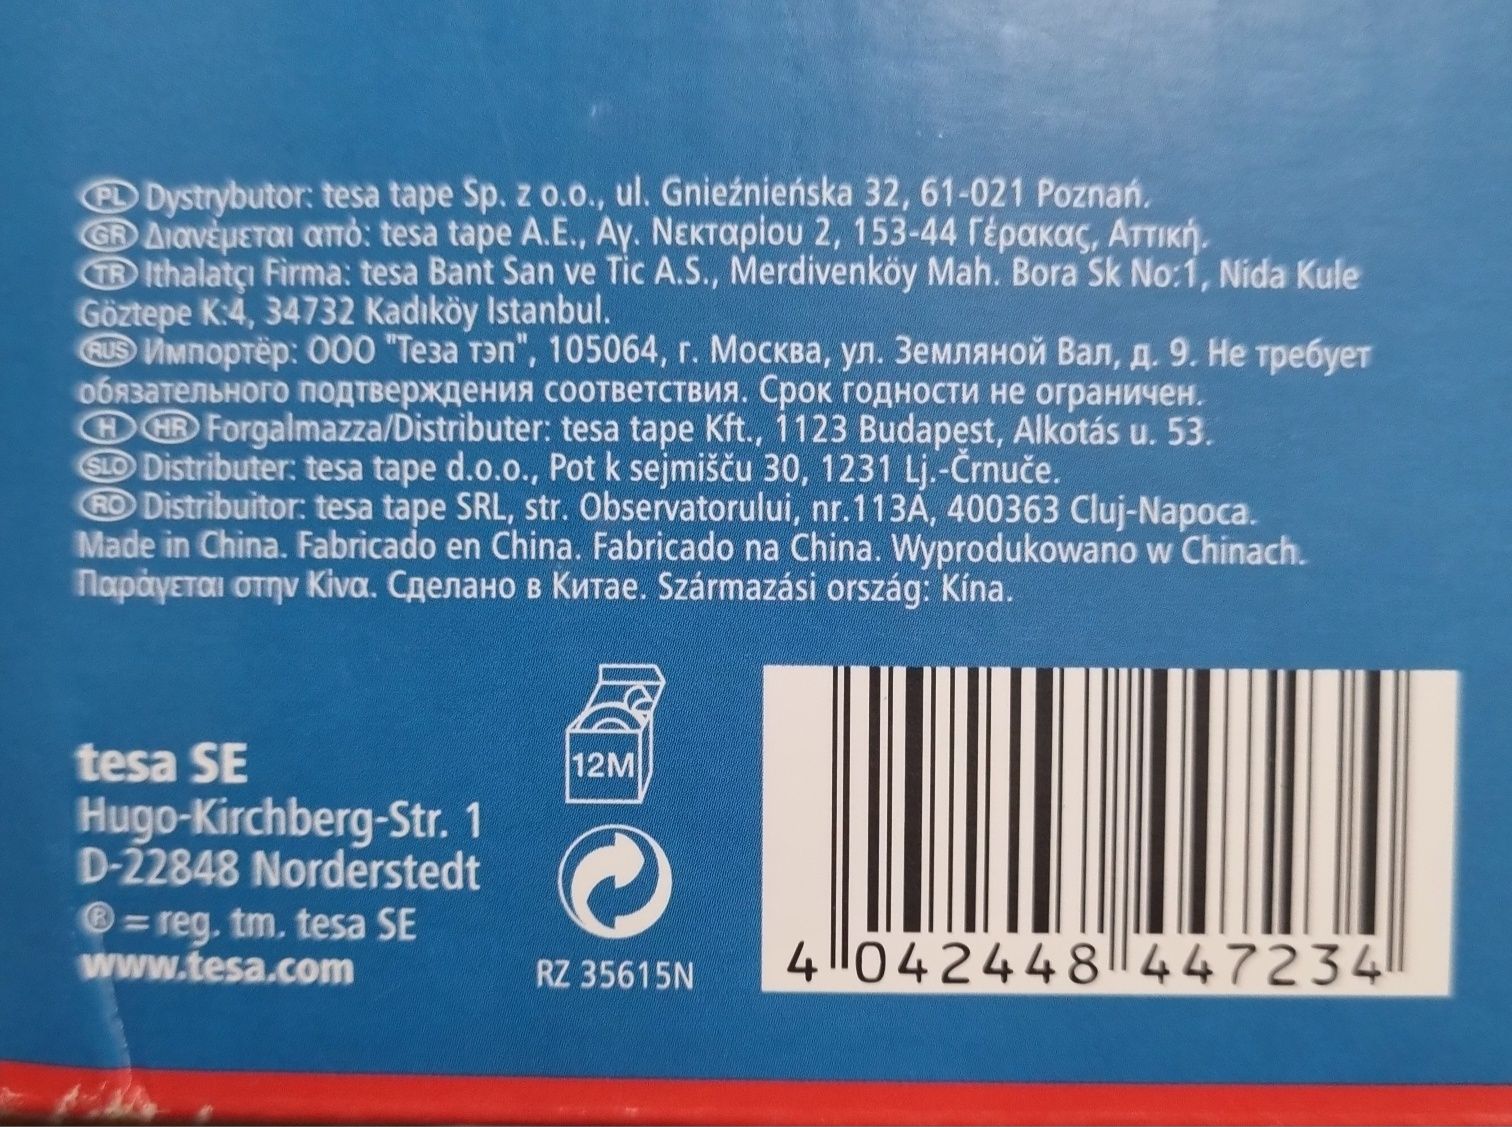 PL Dystrybutor: tesa tape Sp. z o.o., ul. Gnieźnieńska 32, 61-021 Poznań.
GR Διανέμεται από: tesa tape A.E., Αγ. Νεκταρίου 2, 153-44 Γέρακας, Αττική.
TR Ithalatçı Firma: tesa Bant San ve Tic A.S., Merdivenköy Mah. Bora Sk No:1, Nida Kule
Göztepe K:4, 34732 Kadıköy Istanbul.
RUS Импортёр: ООО "Теза тэп", 105064, г. Москва, ул. Земляной Вал, д. 9. Не требует
обязательного подтверждения соответствия. Срок годности не ограничен.
H HR Forgalmazza/Distributer: tesa tape Kft., 1123 Budapest, Alkotás u. 53.
SLO Distributer: tesa tape d.o.o., Pot k sejmišču 30, 1231 Lj.-Črnuče.
RO Distribuitor: tesa tape SRL, str. Observatorului, nr.113A, 400363 Cluj-Napoca.
Made in China. Fabricado en China. Fabricado na China. Wyprodukowano w Chinach.
Παράγεται στην Κίνα. Сделано в Китае. Származási ország: Kína.
tesa SE
Hugo-Kirchberg-Str. 1
D-22848 Norderstedt
® = reg. tm. tesa SE
www.tesa.com
12M
RZ 35615N
4 042448 447234